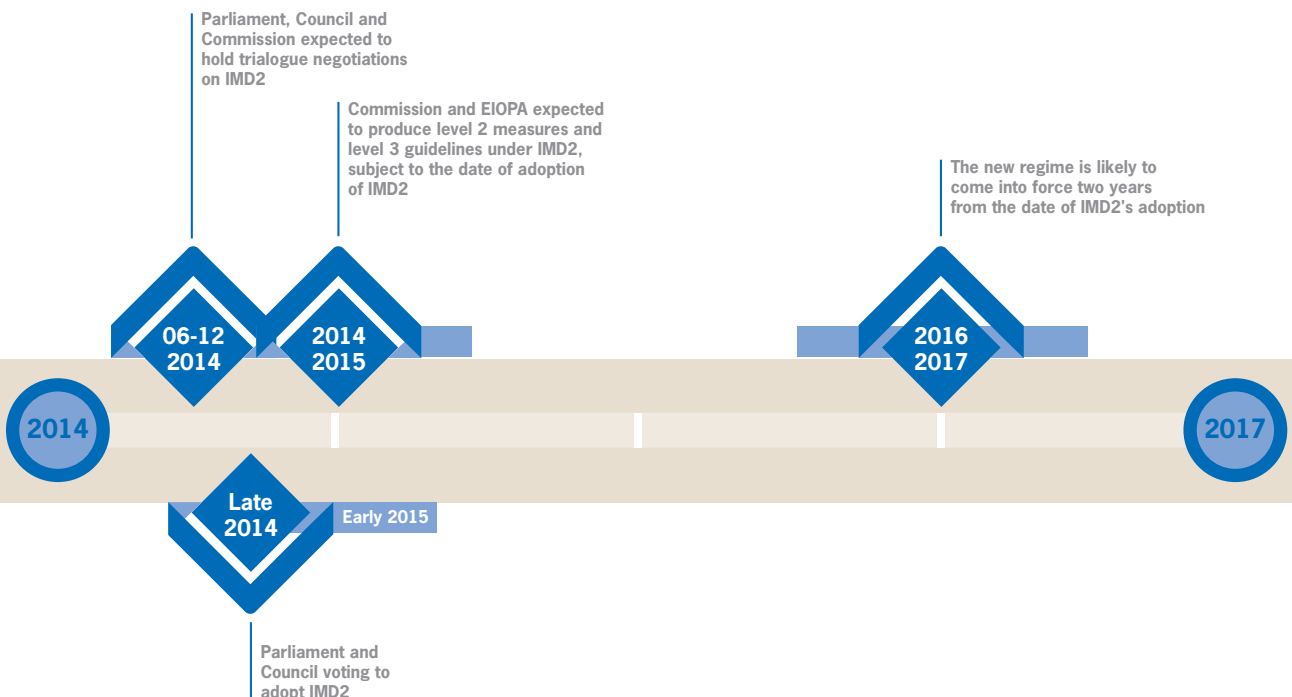 Parliament, Council and
Commission expected to
hold trialogue negotiations
on IMD2
Commission and EIOPA expected
to produce level 2 measures and
level 3 guidelines under IMD2,
subject to the date of adoption
of IMD2
The new regime is likely to
come into force two years
from the date of IMD2's adoption
06-12
2014
2014
2015
2016
2017
2014
2017
Late
2014
Early 2015
Parliament and
Council voting to
adopt IMD2